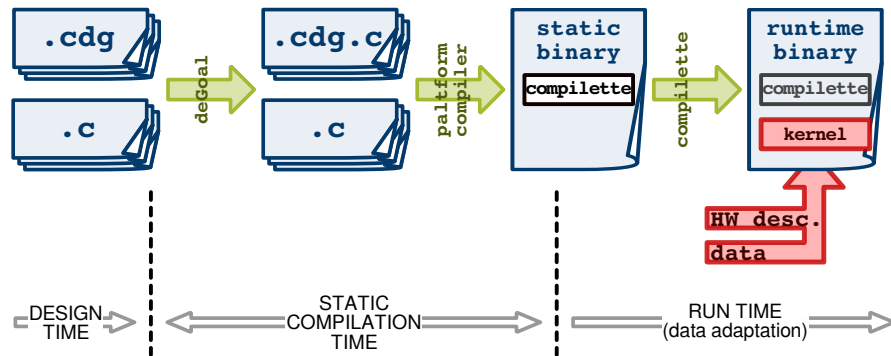 .cdg
.c
deGoal
.cdg.c
.c
paltform
compiler
static
binary
compilette
compilette
runtime
binary
compilette
kernel
HW desc.
data
DESIGN
TIME
STATIC
COMPILATION
TIME
RUN TIME
(data adaptation)